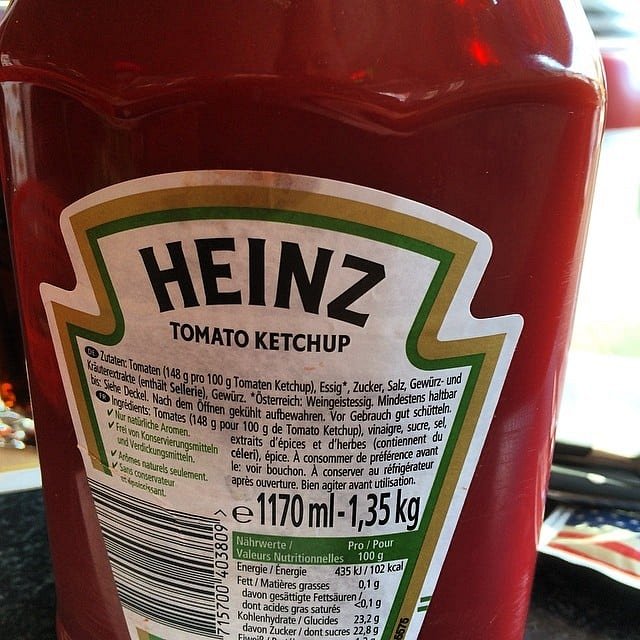 HEINZ
TOMATO KETCHUP
DE Zutaten: Tomaten (148 g pro 100 g Tomaten Ketchup), Essig*, Zucker, Salz, Gewürz- und
Kräuterextrakte (enthält Sellerie), Gewürz. *Österreich: Weingeistessig. Mindestens haltbar
bis: Siehe Deckel. Nach dem Öffnen gekühlt aufbewahren. Vor Gebrauch gut schütteln.
FR Ingrédients: Tomates (148 g pour 100 g de Tomato Ketchup), vinaigre, sucre, sel,
extraits d'épices et d'herbes (contiennent du
céleri), épice. À consommer de préférence avant
le: voir bouchon. À conserver au réfrigérateur
après ouverture. Bien agiter avant utilisation.
✓ Nur natürliche Aromen.
✓ Frei von Konservierungsmitteln
und Verdickungsmitteln.
✓ Arômes naturels seulement.
✓ Sans conservateur
et épaississant.
e 1170 ml - 1,35 kg
715700 403809 >
Nährwerte / Pro / Pour
Valeurs Nutritionnelles 100 g
Energie / Énergie 435 kJ / 102 kcal
Fett / Matières grasses 0,1 g
davon gesättigte Fettsäuren /
dont acides gras saturés <0,1 g
Kohlenhydrate / Glucides 23,2 g
davon Zucker / dont sucres 22,8 g